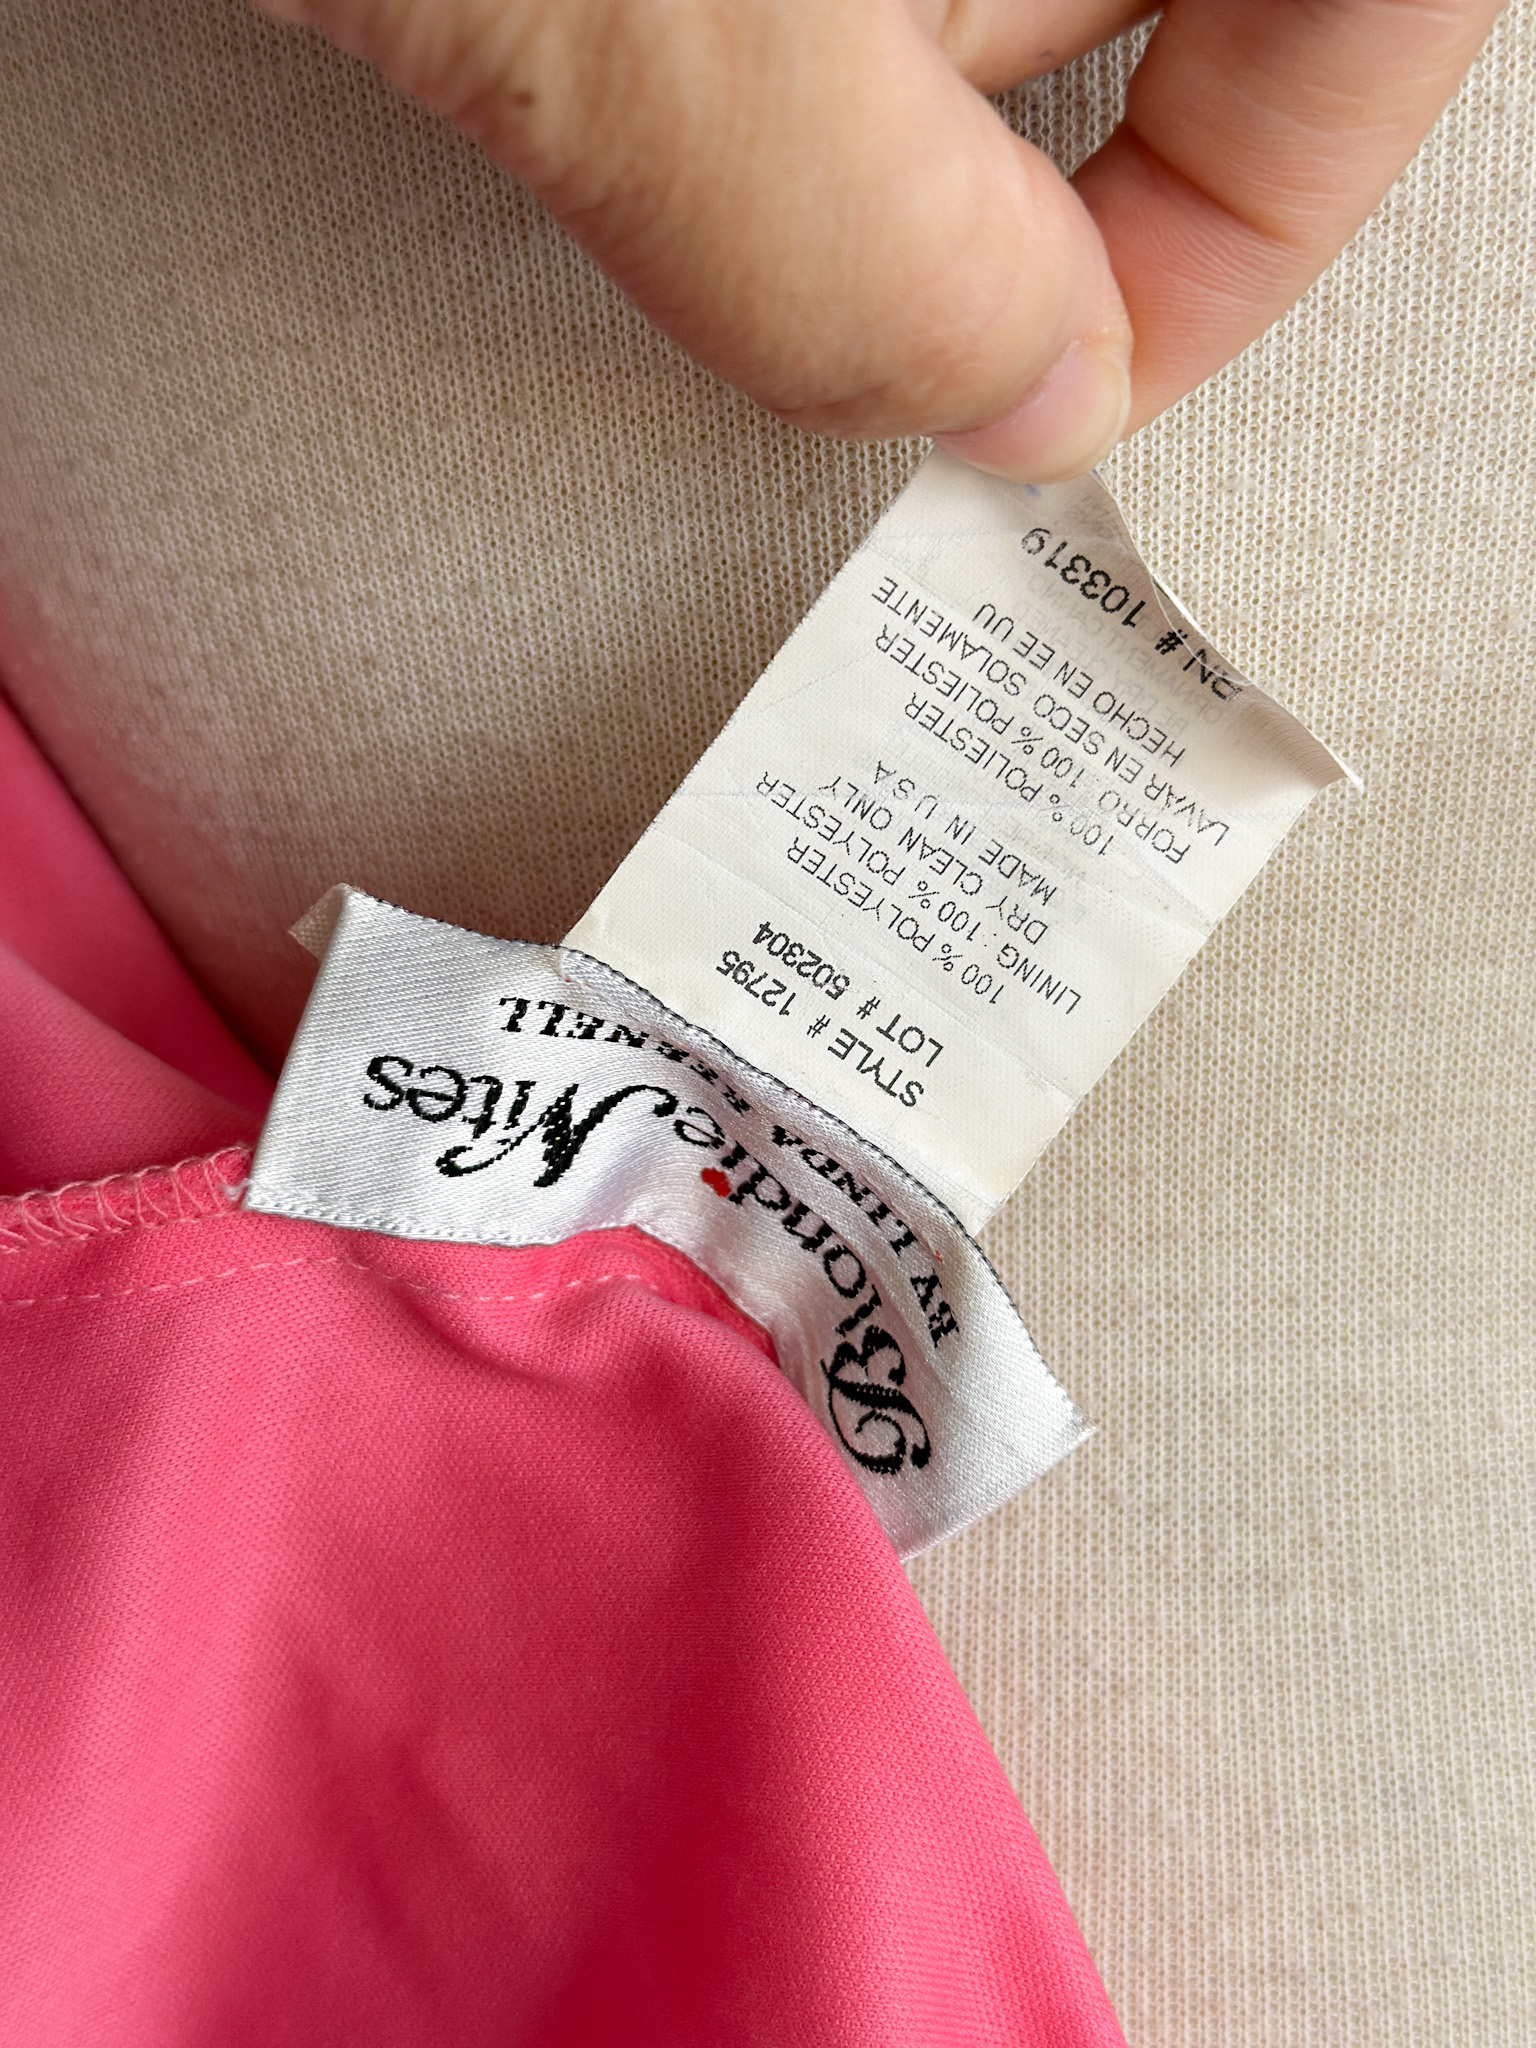 Blondie Nites
BY LINDA BERNELL
STYLE # 12795
LOT # 502304
100 % POLYESTER
LINING : 100 % POLYESTER
DRY CLEAN ONLY
MADE IN U S A
100 % POLIESTER
FORRO : 100 % POLIESTER
LAVAR EN SECO SOLAMENTE
HECHO EN EE UU
RN # 103319